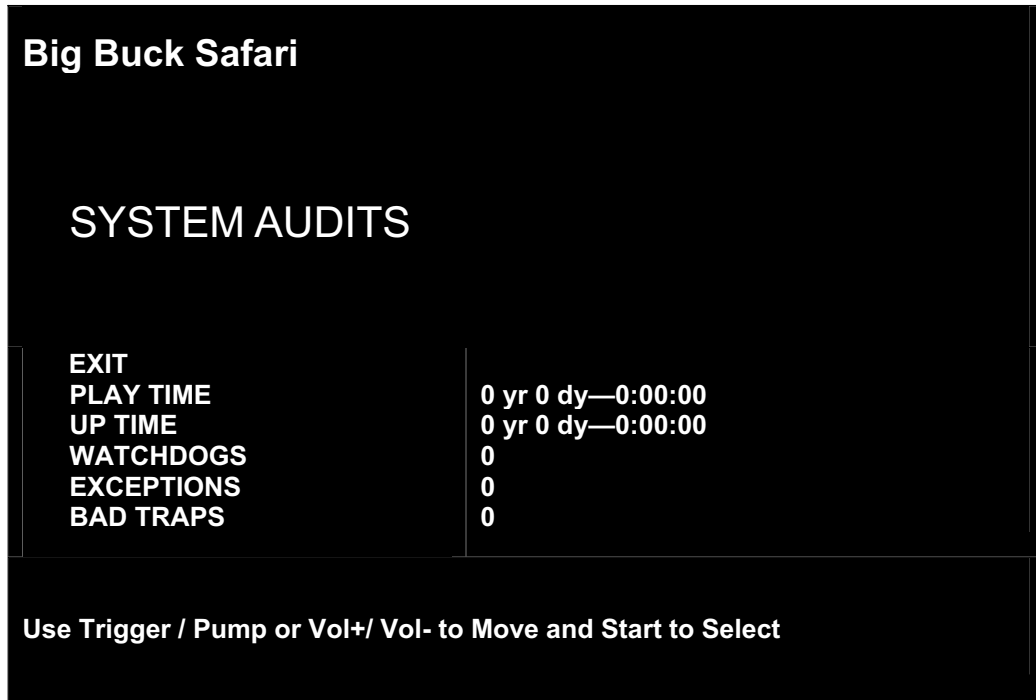 Big Buck Safari
SYSTEM AUDITS
EXIT
PLAY TIME 0 yr 0 dy—0:00:00
UP TIME 0 yr 0 dy—0:00:00
WATCHDOGS 0
EXCEPTIONS 0
BAD TRAPS 0
Use Trigger / Pump or Vol+/ Vol- to Move and Start to Select